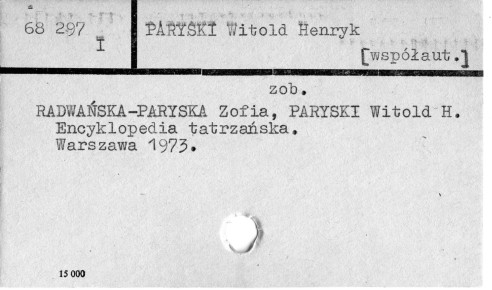 68 297
I
PARYSKI Witold Henryk
[współaut.]
zob.
RADWAŃSKA-PARYSKA Zofia, PARYSKI Witold H.
Encyklopedia tatrzańska.
Warszawa 1973.
15 000